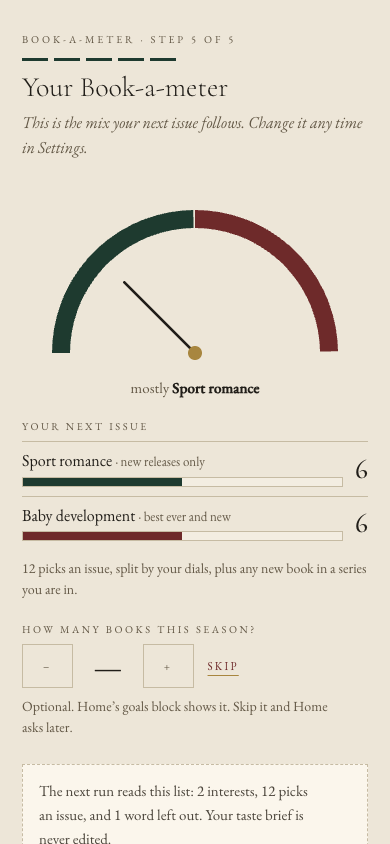 BOOK-A-METER · STEP 5 OF 5
Your Book-a-meter
This is the mix your next issue follows. Change it any time
in Settings.
mostly Sport romance
YOUR NEXT ISSUE
Sport romance · new releases only
6
Baby development · best ever and new
6
12 picks an issue, split by your dials, plus any new book in a series
you are in.
HOW MANY BOOKS THIS SEASON?
− — + SKIP
Optional. Home’s goals block shows it. Skip it and Home
asks later.
The next run reads this list: 2 interests, 12 picks
an issue, and 1 word left out. Your taste brief is
never edited.